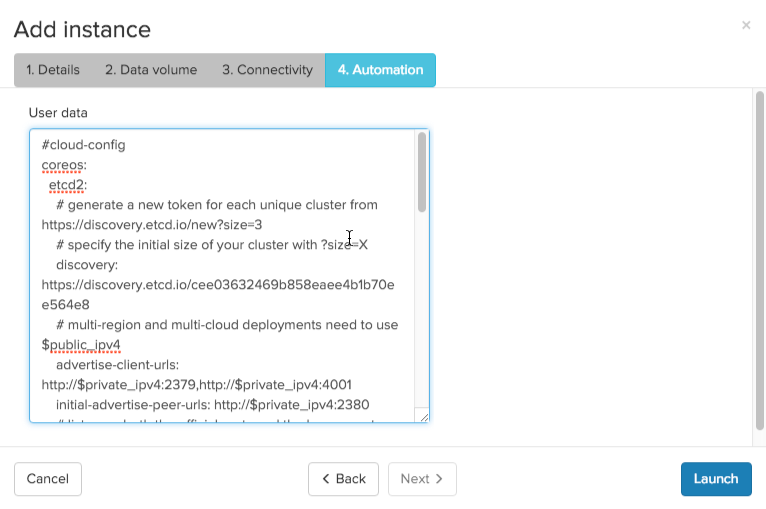 Add instance
×
1. Details
2. Data volume
3. Connectivity
4. Automation
User data
#cloud-config
coreos:
etcd2:
# generate a new token for each unique cluster from
https://discovery.etcd.io/new?size=3
# specify the initial size of your cluster with ?size=X
discovery:
https://discovery.etcd.io/cee03632469b858eaee4b1b70e
e564e8
# multi-region and multi-cloud deployments need to use
$public_ipv4
advertise-client-urls:
http://$private_ipv4:2379,http://$private_ipv4:4001
initial-advertise-peer-urls: http://$private_ipv4:2380
Cancel
Back
Next
Launch